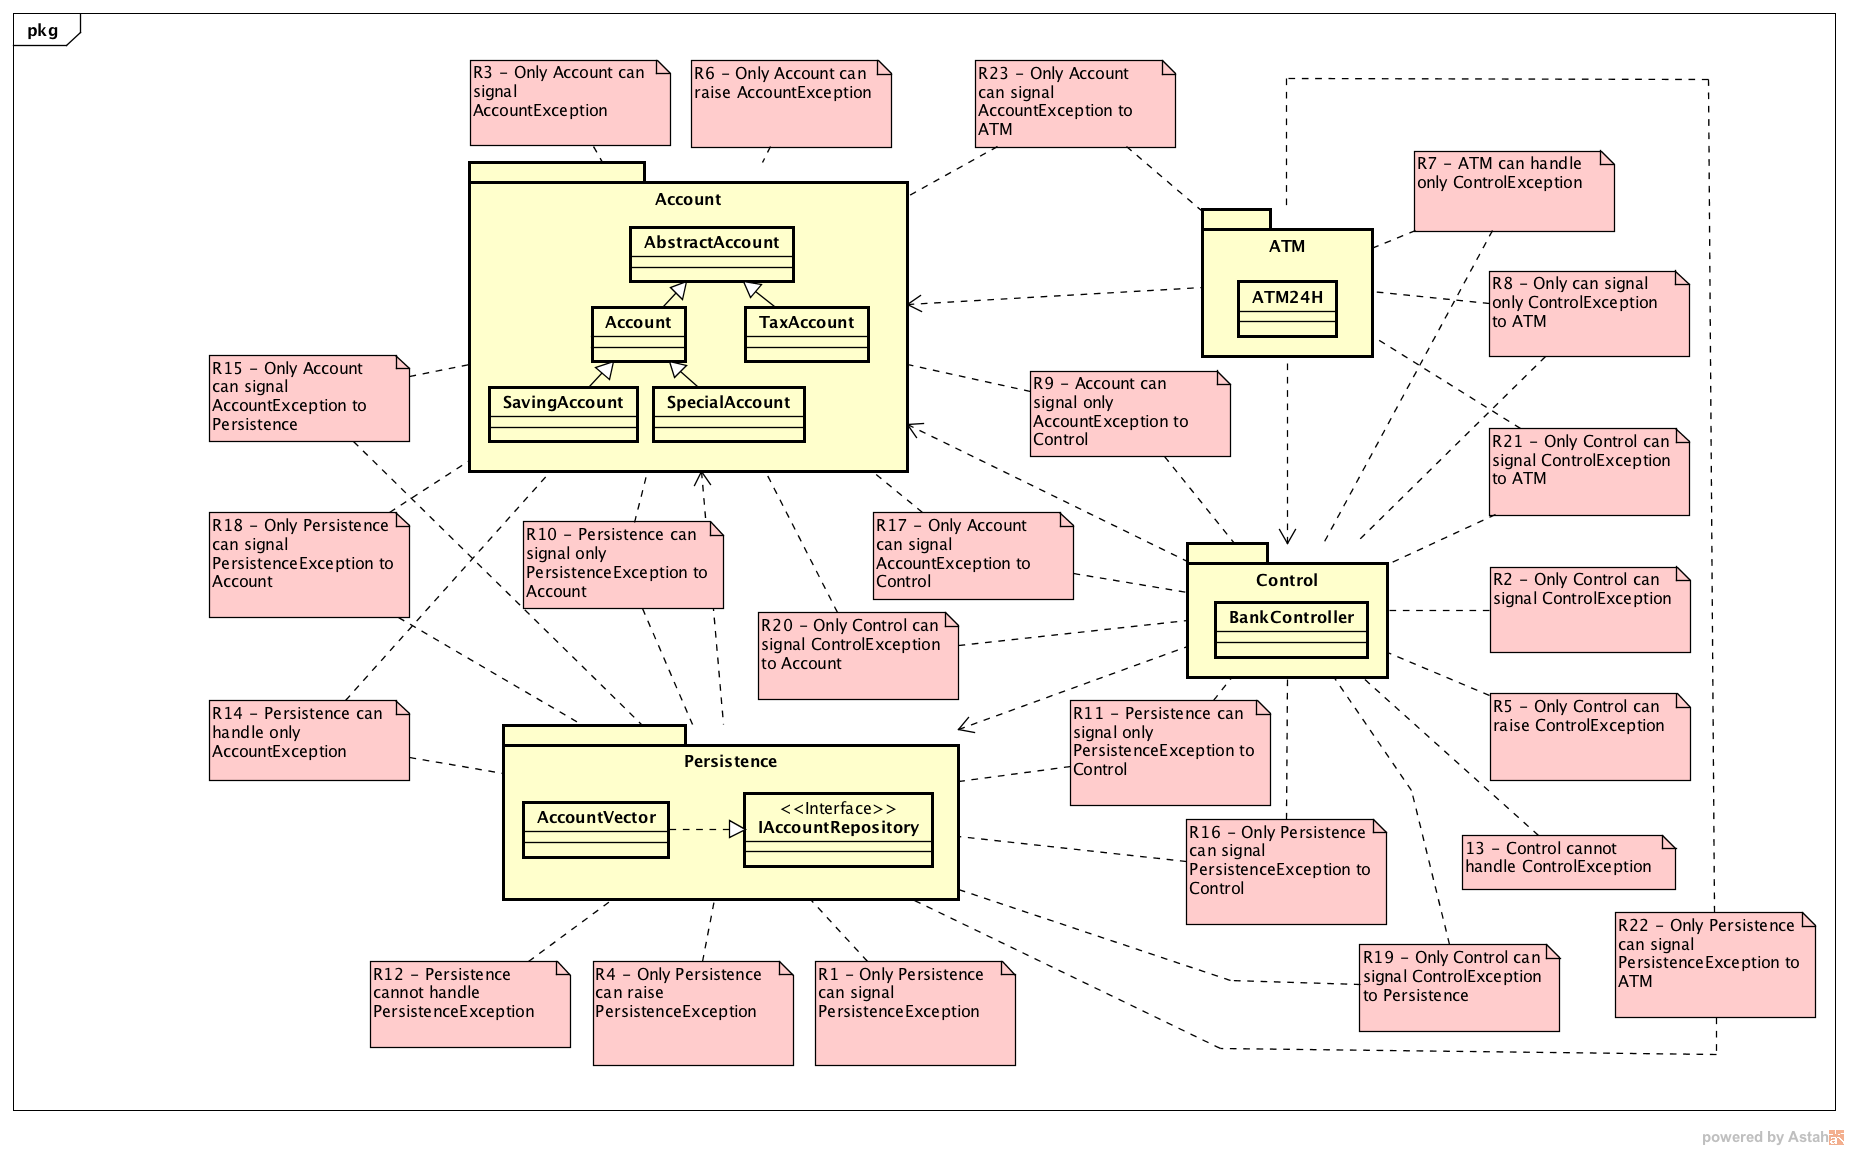 pkg
R3 – Only Account can
signal
AccountException
R6 – Only Account can
raise AccountException
R23 – Only Account
can signal
AccountException to
ATM
R7 – ATM can handle
only ControlException
Account
AbstractAccount
Account
TaxAccount
SavingAccount
SpecialAccount
ATM
ATM24H
R8 – Only can signal
only ControlException
to ATM
R15 – Only Account
can signal
AccountException to
Persistence
R9 – Account can
signal only
AccountException to
Control
R21 – Only Control can
signal ControlException
to ATM
R18 – Only Persistence
can signal
PersistenceException to
Account
R10 – Persistence can
signal only
PersistenceException to
Account
R17 – Only Account
can signal
AccountException to
Control
Control
BankController
R2 – Only Control can
signal ControlException
R20 – Only Control can
signal ControlException
to Account
R14 – Persistence can
handle only
AccountException
R11 – Persistence can
signal only
PersistenceException to
Control
R5 – Only Control can
raise ControlException
Persistence
AccountVector
<<Interface>>
IAccountRepository
R16 – Only Persistence
can signal
PersistenceException to
Control
13 – Control cannot
handle ControlException
R12 – Persistence
cannot handle
PersistenceException
R4 – Only Persistence
can raise
PersistenceException
R1 – Only Persistence
can signal
PersistenceException
R19 – Only Control can
signal ControlException
to Persistence
R22 – Only Persistence
can signal
PersistenceException to
ATM
powered by Astah